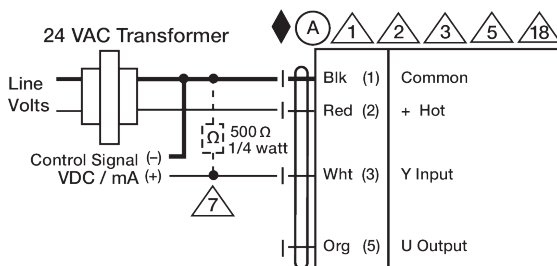 24 VAC Transformer
A 1 2 3 5 18
Line
Volts
Blk (1) Common
Red (2) + Hot
Ω 500 Ω
1/4 watt
Control Signal (–)
VDC / mA (+)
Wht (3) Y Input
7
Org (5) U Output